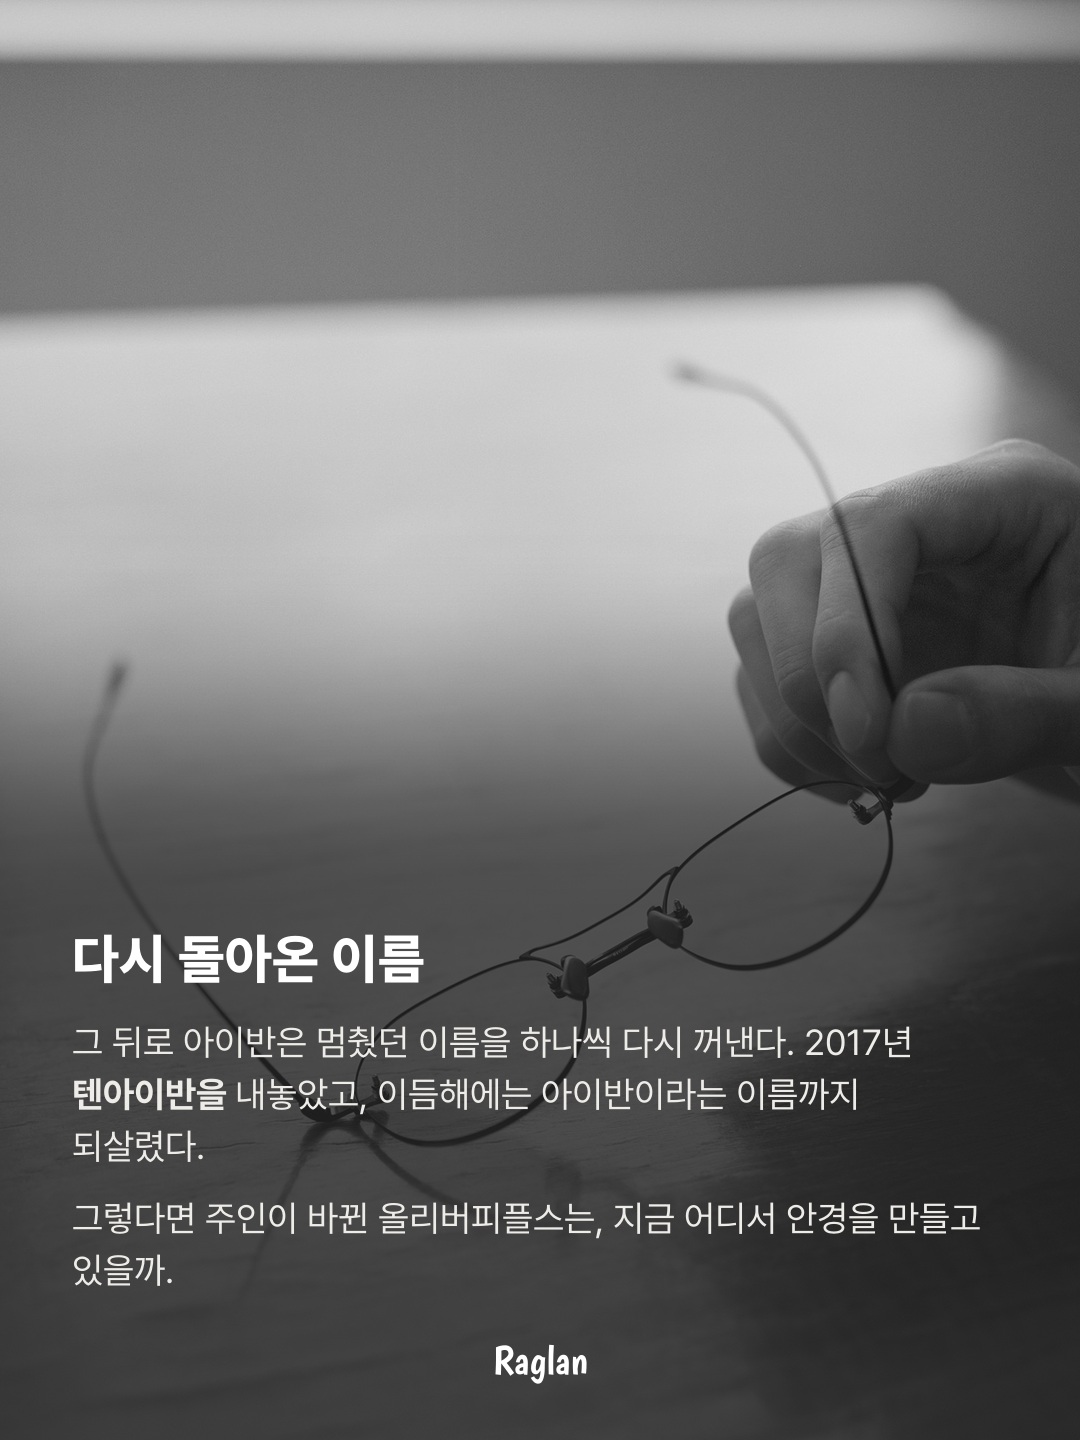 다시 돌아온 이름
그 뒤로 아이반은 멈췄던 이름을 하나씩 다시 꺼낸다. 2017년
텐아이반을 내놓았고, 이듬해에는 아이반이라는 이름까지
되살렸다.
그렇다면 주인이 바뀐 올리버피플스는, 지금 어디서 안경을 만들고
있을까.
Raglan